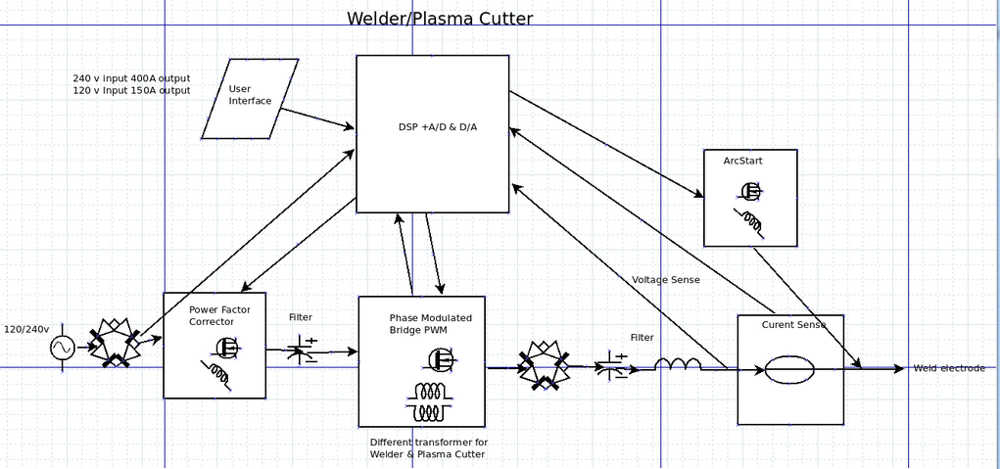 Welder/Plasma Cutter
240 v input 400A output
120 v Input 150A output
User
Interface
DSP +A/D & D/A
ArcStart
Voltage Sense
120/240v
Power Factor
Corrector
Filter
Phase Modulated
Bridge PWM
Filter
Curent Sense
Weld electrode
Different transformer for
Welder & Plasma Cutter